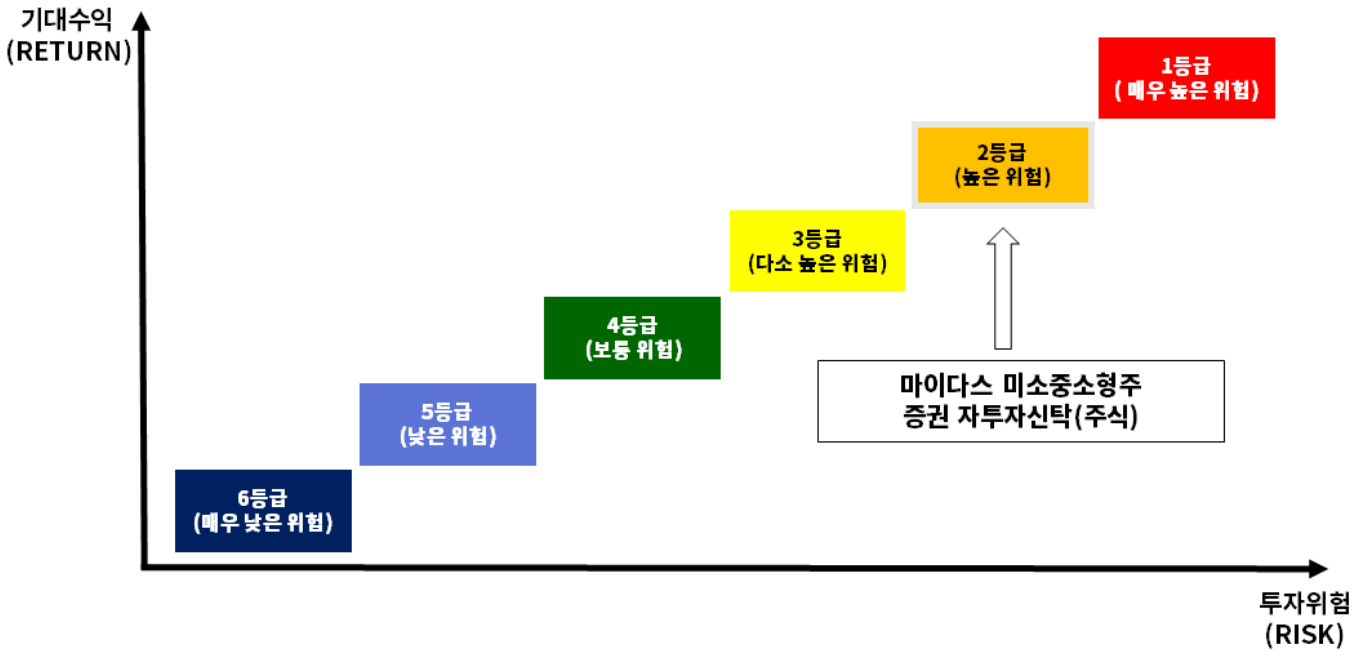 기대수익
(RETURN)
1등급
( 매우 높은 위험)
2등급
(높은 위험)
3등급
(다소 높은 위험)
4등급
(보통 위험)
마이다스 미소중소형주
증권 자투자신탁(주식)
5등급
(낮은 위험)
6등급
(매우 낮은 위험)
투자위험
(RISK)